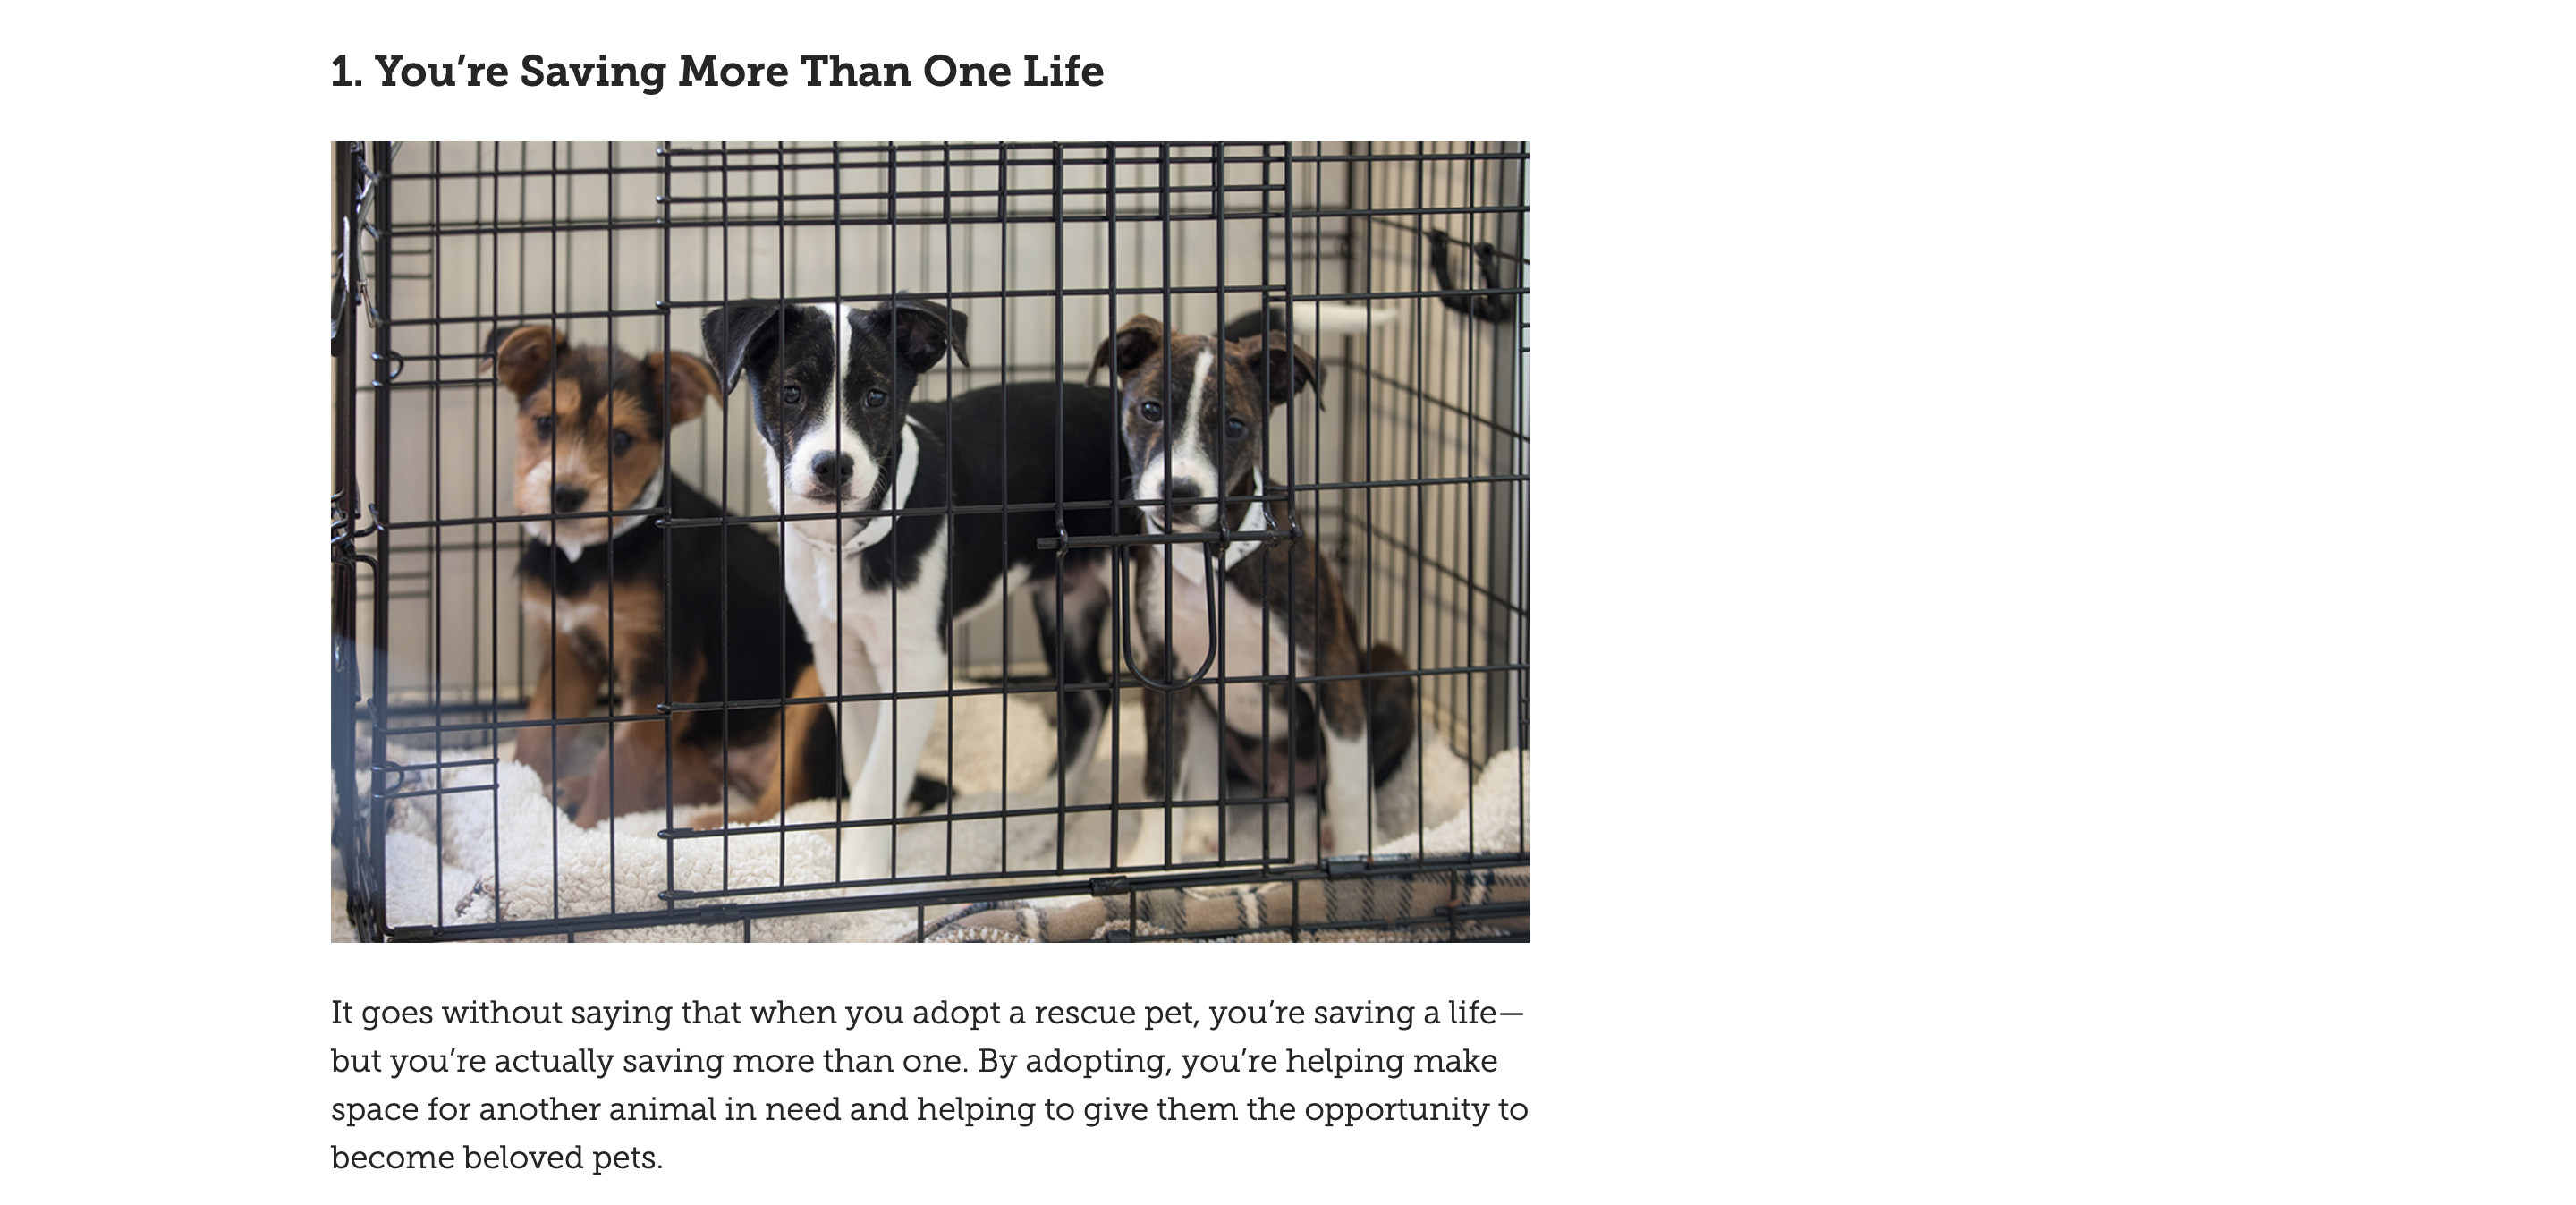 1. You’re Saving More Than One Life
It goes without saying that when you adopt a rescue pet, you’re saving a life—
but you’re actually saving more than one. By adopting, you’re helping make
space for another animal in need and helping to give them the opportunity to
become beloved pets.